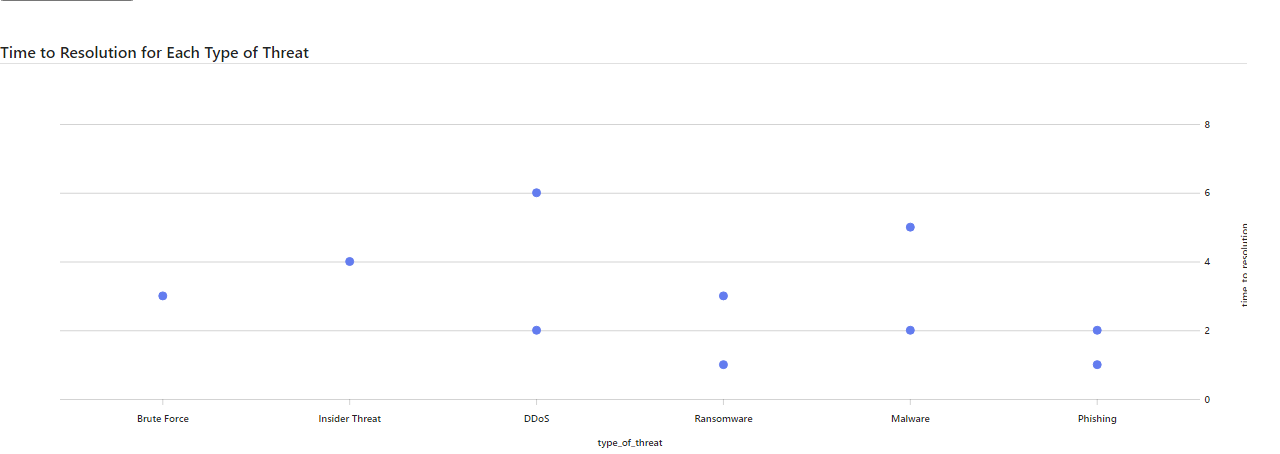 Time to Resolution for Each Type of Threat
8
6
4
2
0
time_to_resolution
Brute Force Insider Threat DDoS Ransomware Malware Phishing
type_of_threat